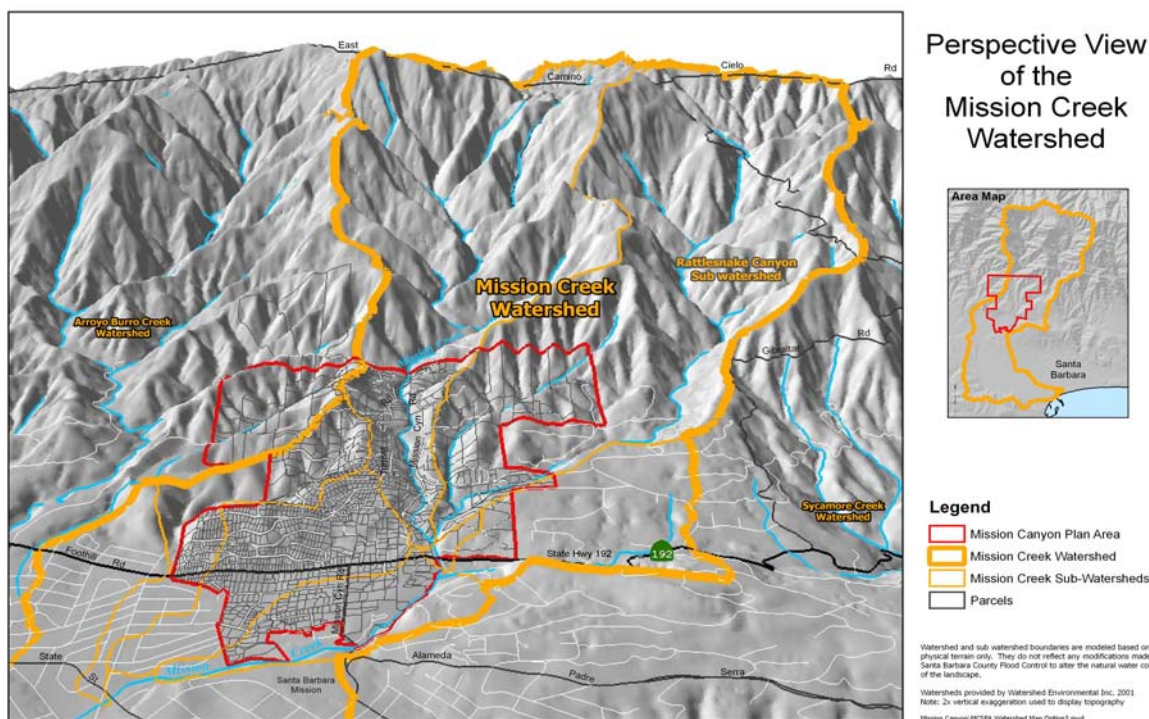 East
Camino
Cielo
Rd
Rattlesnake Canyon
Sub watershed
Mission Creek
Watershed
Arroyo Burro Creek
Watershed
Gibraltar
Rd
Rd
Mission Cyn
Sycamore Creek
Watershed
State Hwy 192
192
Foothill
Rd
Mission Cyn Rd
Mission
Creek
State
St
Santa Barbara
Mission
Alameda
Padre
Serra
Perspective View
of the
Mission Creek
Watershed
Area Map
Santa
Barbara
Legend
Mission Canyon Plan Area
Mission Creek Watershed
Mission Creek Sub-Watersheds
Parcels
Watershed and sub watershed boundaries are modeled based on
physical terrain only. They do not reflect any modifications made
Santa Barbara County Flood Control to alter the natural water co
of the landscape.
Watersheds provided by Watershed Environmental Inc, 2001
Note: 2x vertical exaggeration used to display topography